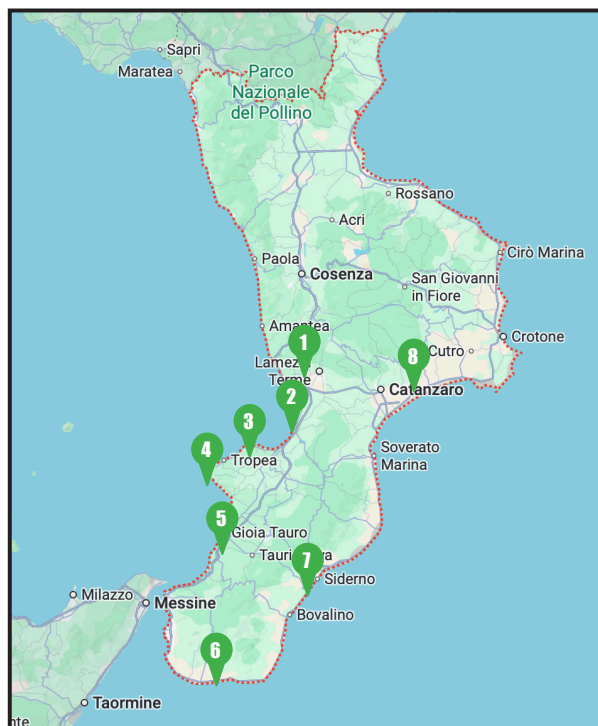 Sapri
Maratea
Parco
Nazionale
del Pollino
Rossano
Acri
Cirò Marina
Paola
Cosenza
San Giovanni
in Fiore
Amantea
Crotone
1
8
Cutro
Terme
Catanzaro
2
3
Soverato
Marina
4
Tropea
5
Gioia Tauro
7
Siderno
Milazzo
Messine
Bovalino
6
Taormine
nte